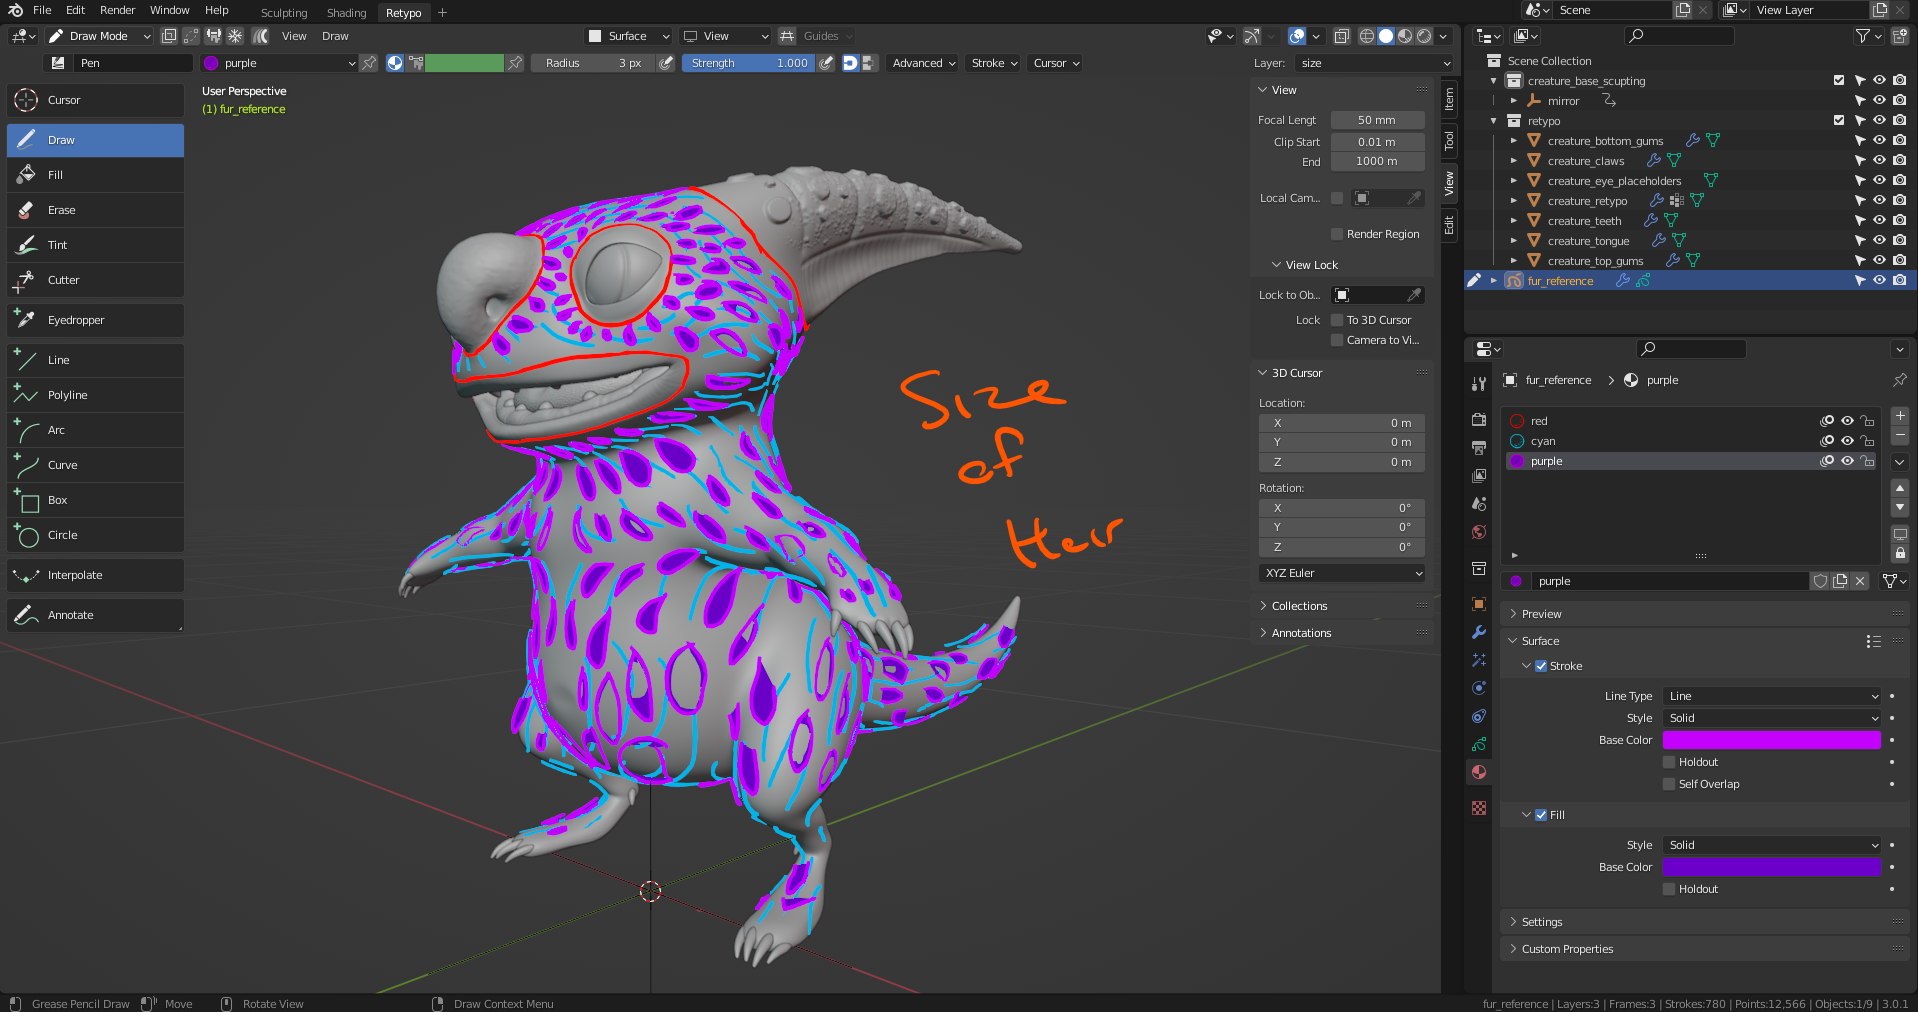 File Edit Render Window Help Sculpting Shading Retypo + Scene View Layer
Draw Mode View Draw Surface View Guides
Pen purple Radius 3 px Strength 1.000 Advanced Stroke Cursor Layer: size
User Perspective
(1) fur_reference
Cursor
Draw
Fill
Erase
Tint
Cutter
Eyedropper
Line
Polyline
Arc
Curve
Box
Circle
Interpolate
Annotate
Size
of
Hair
View
Focal Lengt 50 mm
Clip Start 0.01 m
End 1000 m
Local Cam...
Render Region
View Lock
Lock to Ob...
Lock To 3D Cursor
Camera to Vi...
3D Cursor
Location:
X 0 m
Y 0 m
Z 0 m
Rotation:
X 0°
Y 0°
Z 0°
XYZ Euler
Collections
Annotations
Item
Tool
View
Edit
Scene Collection
creature_base_scupting
mirror
retypo
creature_bottom_gums
creature_claws
creature_eye_placeholders
creature_retypo
creature_teeth
creature_tongue
creature_top_gums
fur_reference
fur_reference > purple
red
cyan
purple
purple
Preview
Surface
Stroke
Line Type Line
Style Solid
Base Color
Holdout
Self Overlap
Fill
Style Solid
Base Color
Holdout
Settings
Custom Properties
Grease Pencil Draw Move Rotate View Draw Context Menu fur_reference | Layers:3 | Frames:3 | Strokes:780 | Points:12,566 | Objects:1/9 | 3.0.1